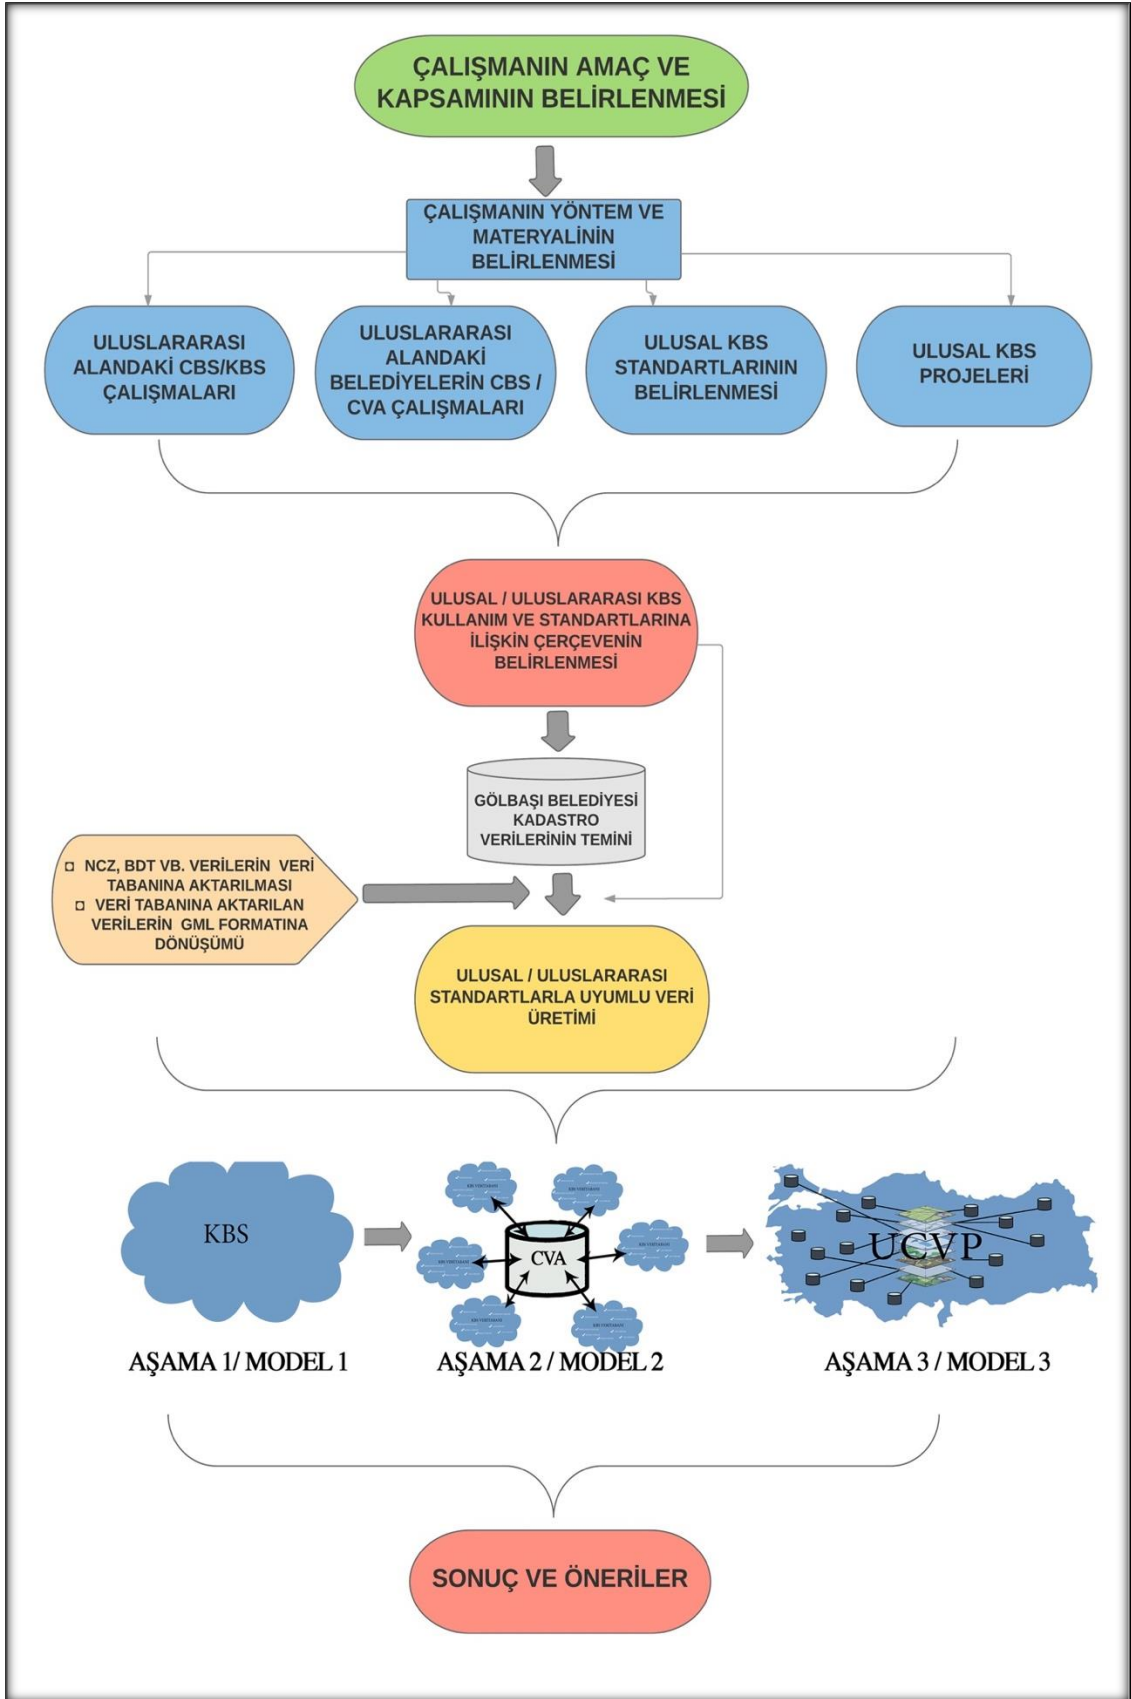 ÇALIŞMANIN AMAÇ VE
KAPSAMININ BELİRLENMESİ
ÇALIŞMANIN YÖNTEM VE
MATERYALİNİN
BELİRLENMESİ
ULUSLARARASI
ALANDAKİ CBS/KBS
ÇALIŞMALARI
ULUSLARARASI
ALANDAKİ
BELEDİYELERİN CBS /
CVA ÇALIŞMALARI
ULUSAL KBS
STANDARTLARININ
BELİRLENMESİ
ULUSAL KBS
PROJELERİ
ULUSAL / ULUSLARARASI KBS
KULLANIM VE STANDARTLARINA
İLİŞKİN ÇERÇEVENİN
BELİRLENMESİ
GÖLBAŞI BELEDİYESİ
KADASTRO
VERİLERİNİN TEMİNİ
NCZ, BDT VB. VERİLERİN VERİ
TABANINA AKTARILMASI
VERİ TABANINA AKTARILAN
VERİLERİN GML FORMATINA
DÖNÜŞÜMÜ
ULUSAL / ULUSLARARASI
STANDARTLARLA UYUMLU VERİ
ÜRETİMİ
KBS
CVA
UCVP
AŞAMA 1/ MODEL 1
AŞAMA 2 / MODEL 2
AŞAMA 3 / MODEL 3
SONUÇ VE ÖNERİLER